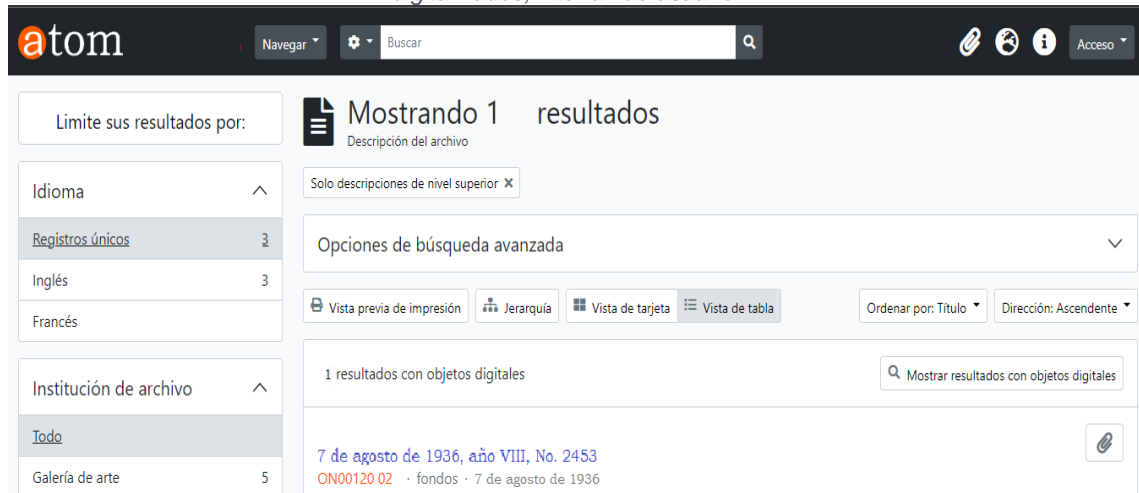 atom
Navegar
Buscar
Acceso
Limite sus resultados por:
Idioma
Registros únicos 3
Inglés 3
Francés
Institución de archivo
Todo
Galería de arte 5
Mostrando 1 resultados
Descripción del archivo
Solo descripciones de nivel superior ✕
Opciones de búsqueda avanzada
Vista previa de impresión
Jerarquía
Vista de tarjeta
Vista de tabla
Ordenar por: Título
Dirección: Ascendente
1 resultados con objetos digitales
Mostrar resultados con objetos digitales
7 de agosto de 1936, año VIII, No. 2453
ON00120 02 · fondos · 7 de agosto de 1936